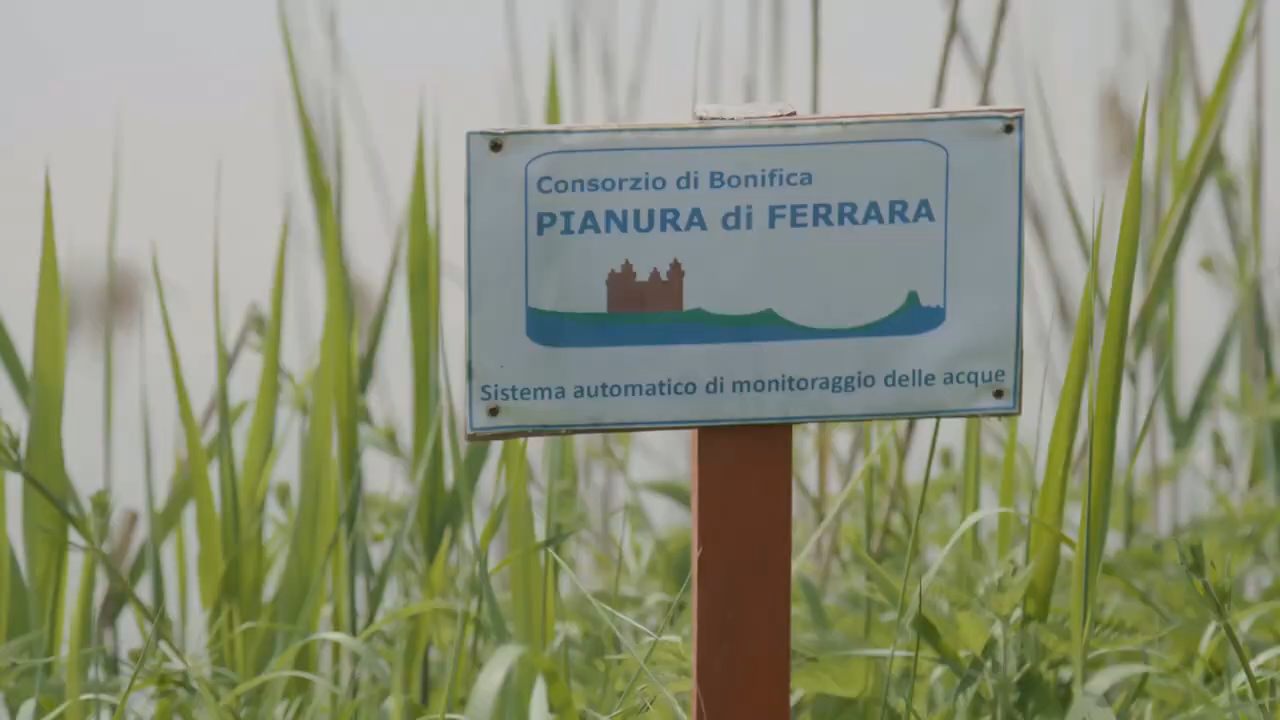 Consorzio di Bonifica
PIANURA di FERRARA
Sistema automatico di monitoraggio delle acque